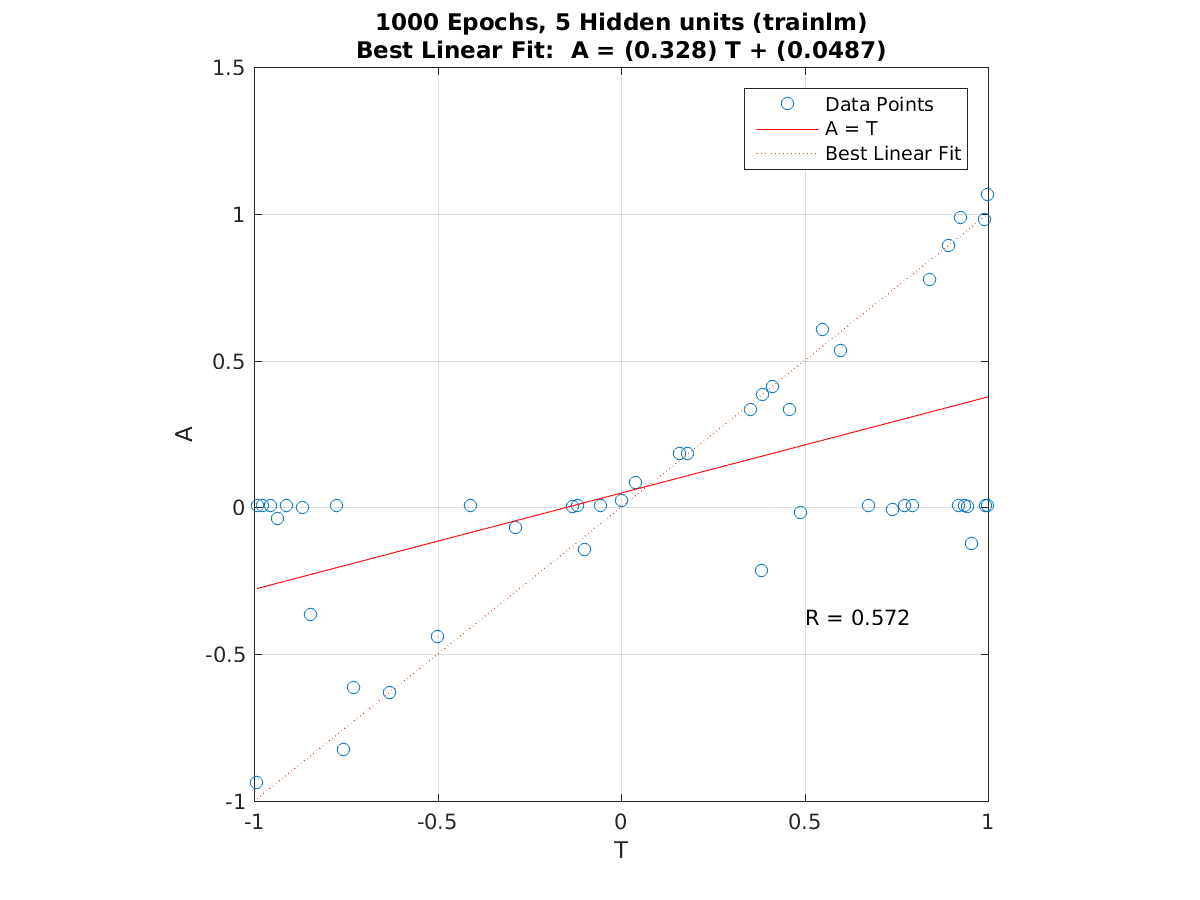 1000 Epochs, 5 Hidden units (trainlm)
Best Linear Fit:  A = (0.328) T + (0.0487)
1.5
Data Points
A = T
Best Linear Fit
1
0.5
A
0
R = 0.572
-0.5
-1
-1
-0.5
0
0.5
1
T